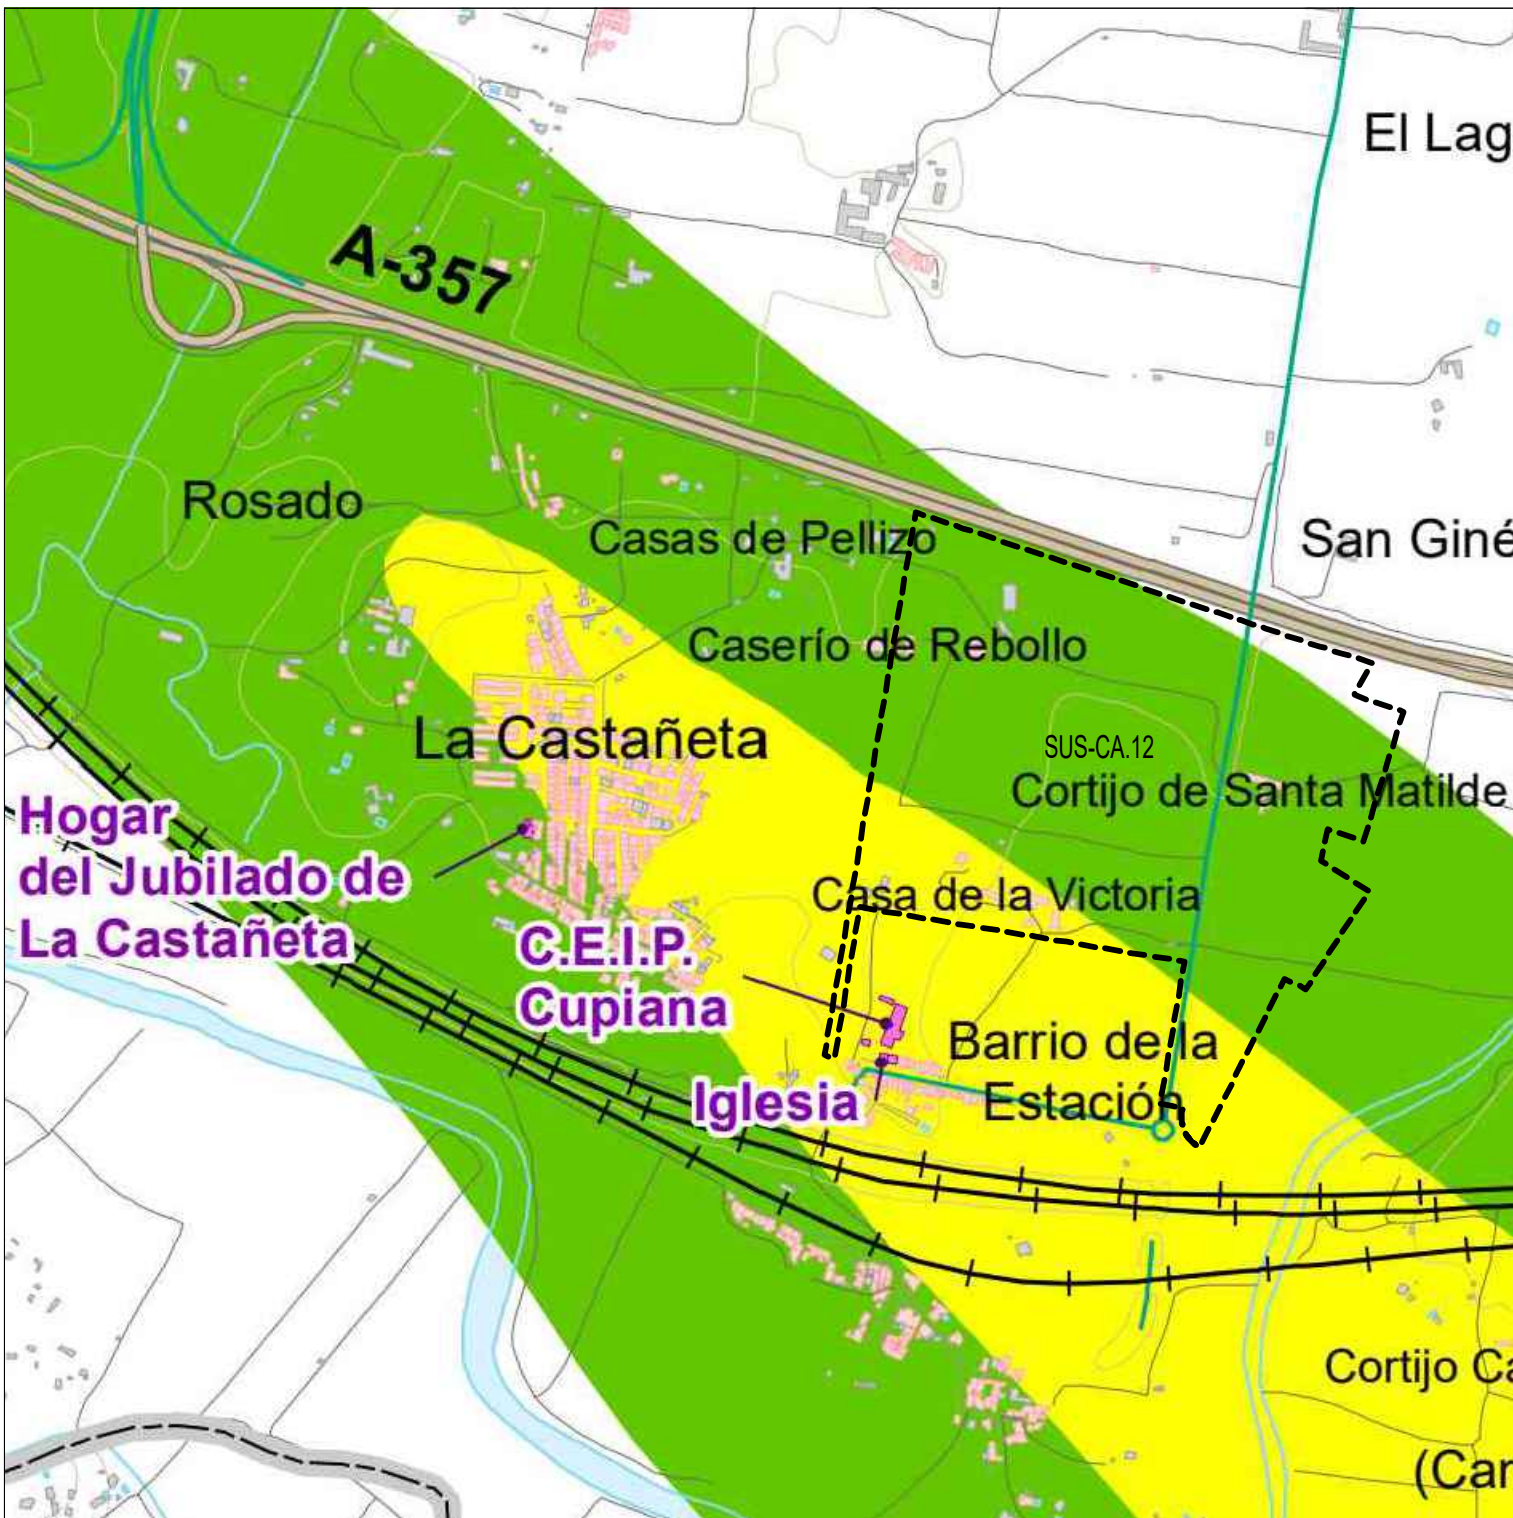 El Lag
A-357
Rosado
Casas de Pellizo
San Giné
Caserío de Rebollo
La Castañeta
SUS-CA.12
Cortijo de Santa Matilde
Hogar
del Jubilado de
La Castañeta
Casa de la Victoria
C.E.I.P.
Cupiana
Barrio de la
Estación
Iglesia
Cortijo Ca
(Car